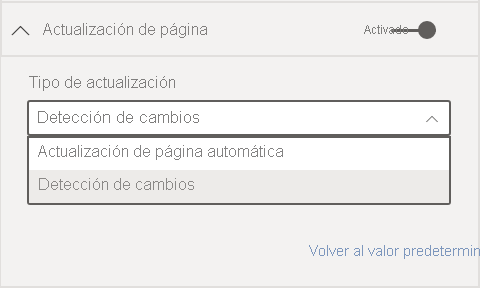 Actualización de página
Activado
Tipo de actualización
Detección de cambios
Actualización de página automática
Detección de cambios
Volver al valor predetermin